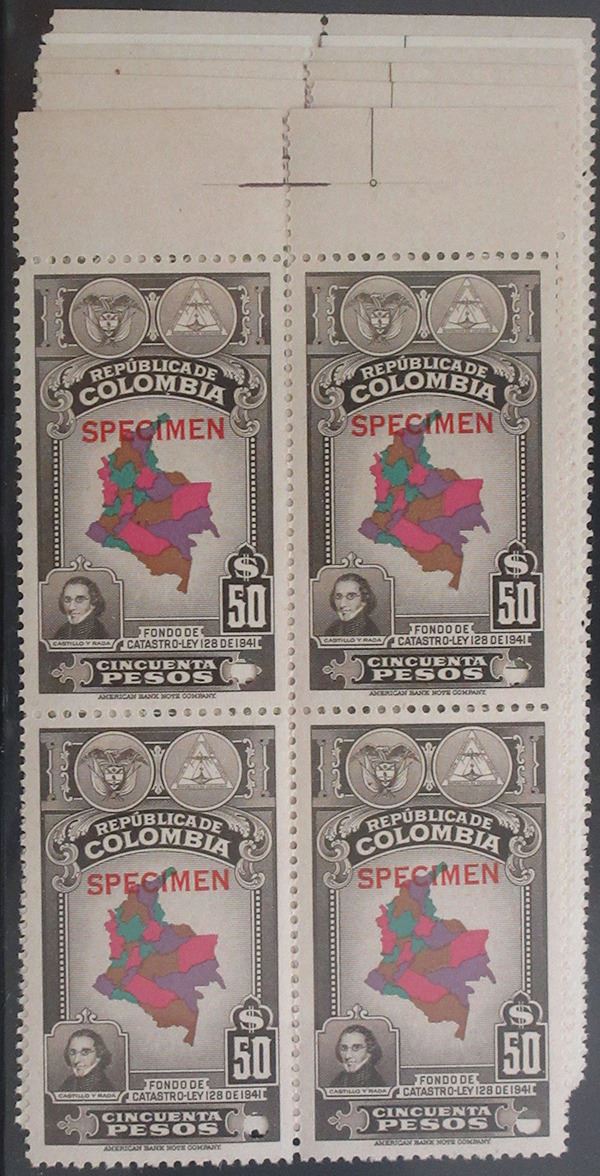 REPÚBLICA DE
COLOMBIA
SPECIMEN
$
50
CASTILLO Y RADA
FONDO DE
CATASTRO-LEY 128 DE 1941
CINCUENTA
PESOS
AMERICAN BANK NOTE COMPANY.
REPÚBLICA DE
COLOMBIA
SPECIMEN
$
50
CASTILLO Y RADA
FONDO DE
CATASTRO-LEY 128 DE 1941
CINCUENTA
PESOS
AMERICAN BANK NOTE COMPANY.
REPÚBLICA DE
COLOMBIA
SPECIMEN
$
50
CASTILLO Y RADA
FONDO DE
CATASTRO-LEY 128 DE 1941
CINCUENTA
PESOS
AMERICAN BANK NOTE COMPANY.
REPÚBLICA DE
COLOMBIA
SPECIMEN
$
50
CASTILLO Y RADA
FONDO DE
CATASTRO-LEY 128 DE 1941
CINCUENTA
PESOS
AMERICAN BANK NOTE COMPANY.